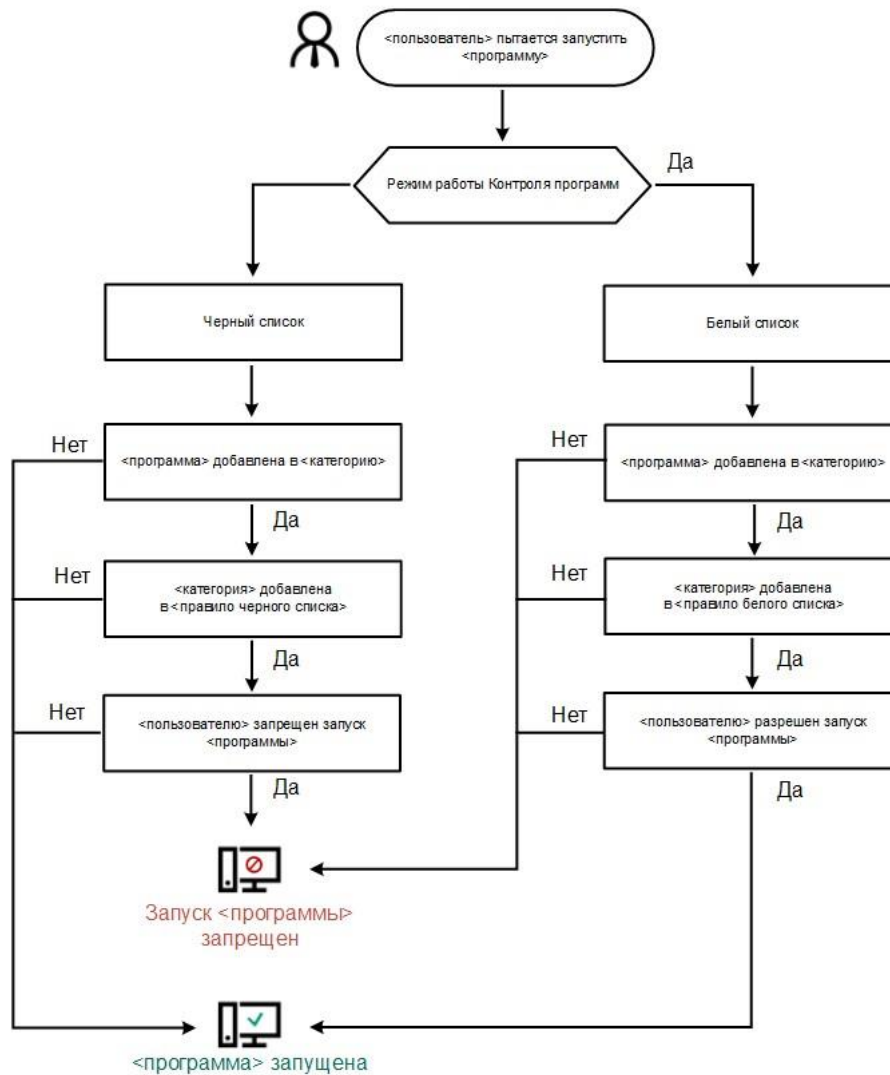 <пользователь> пытается запустить
<программу>
Да
Режим работы Контроля программ
Черный список
Белый список
Нет
<программа> добавлена в <категорию>
Нет
<программа> добавлена в <категорию>
Да
Да
Нет
<категория> добавлена
в <правило черного списка>
Нет
<категория> добавлена
в <правило белого списка>
Да
Да
Нет
<пользователю> запрещен запуск
<программы>
Нет
<пользователю> разрешен запуск
<программы>
Да
Да
Запуск <программы>
запрещен
<программа> запущена